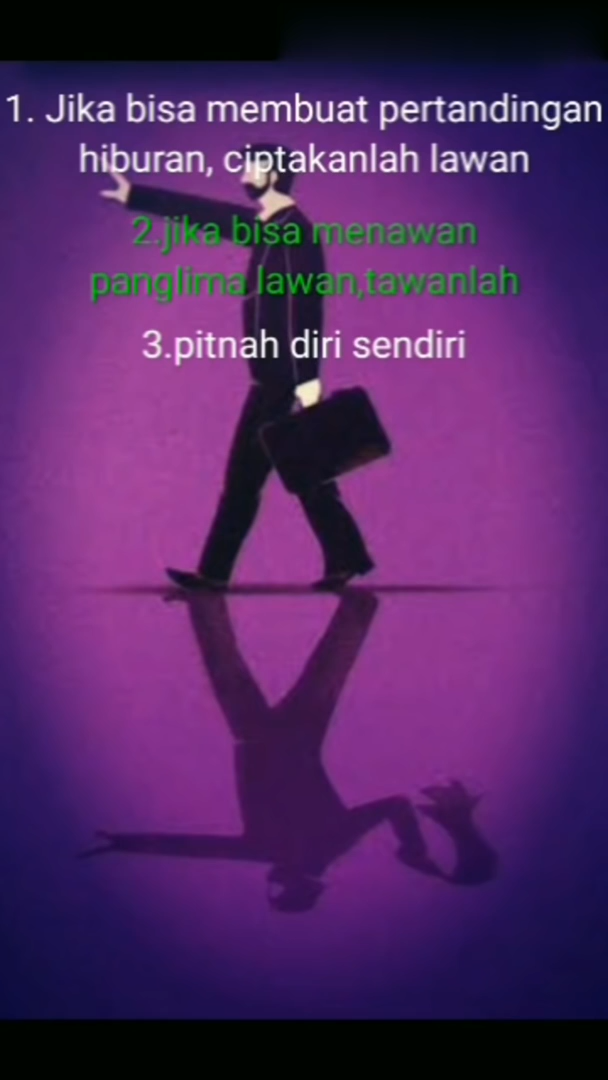 1. Jika bisa membuat pertandingan
hiburan, ciptakanlah lawan
2.jika bisa menawan
panglima lawan,tawanlah
3.pitnah diri sendiri